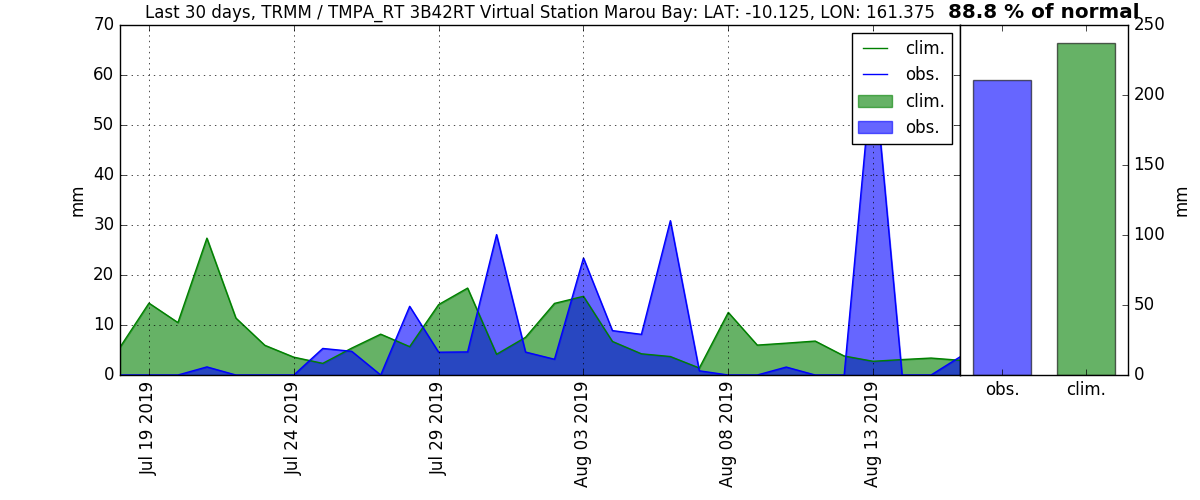 Last 30 days, TRMM / TMPA_RT 3B42RT Virtual Station Marou Bay: LAT: -10.125, LON: 161.375 88.8 % of normal
70
60
50
40
30
20
10
0
mm
clim.
obs.
clim.
obs.
250
200
150
100
50
0
mm
Jul 19 2019
Jul 24 2019
Jul 29 2019
Aug 03 2019
Aug 08 2019
Aug 13 2019
obs.
clim.